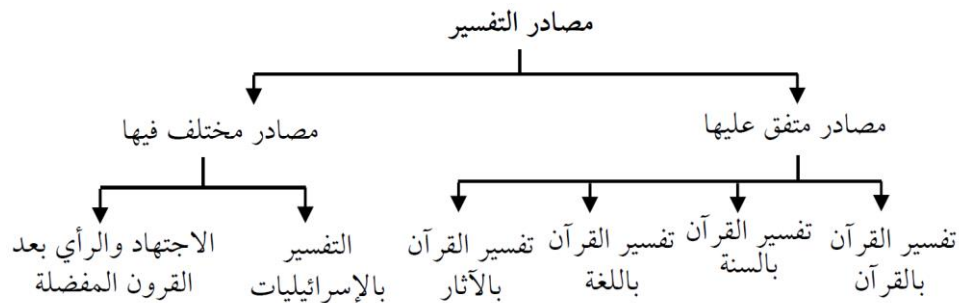 مصادر التفسير
مصادر متفق عليها
مصادر مختلف فيها
تفسير القرآن
بالقرآن
تفسير القرآن
بالسنة
تفسير القرآن
باللغة
تفسير القرآن
بالآثار
التفسير
بالإسرائيليات
الاجتهاد والرأي بعد
القرون المفضلة